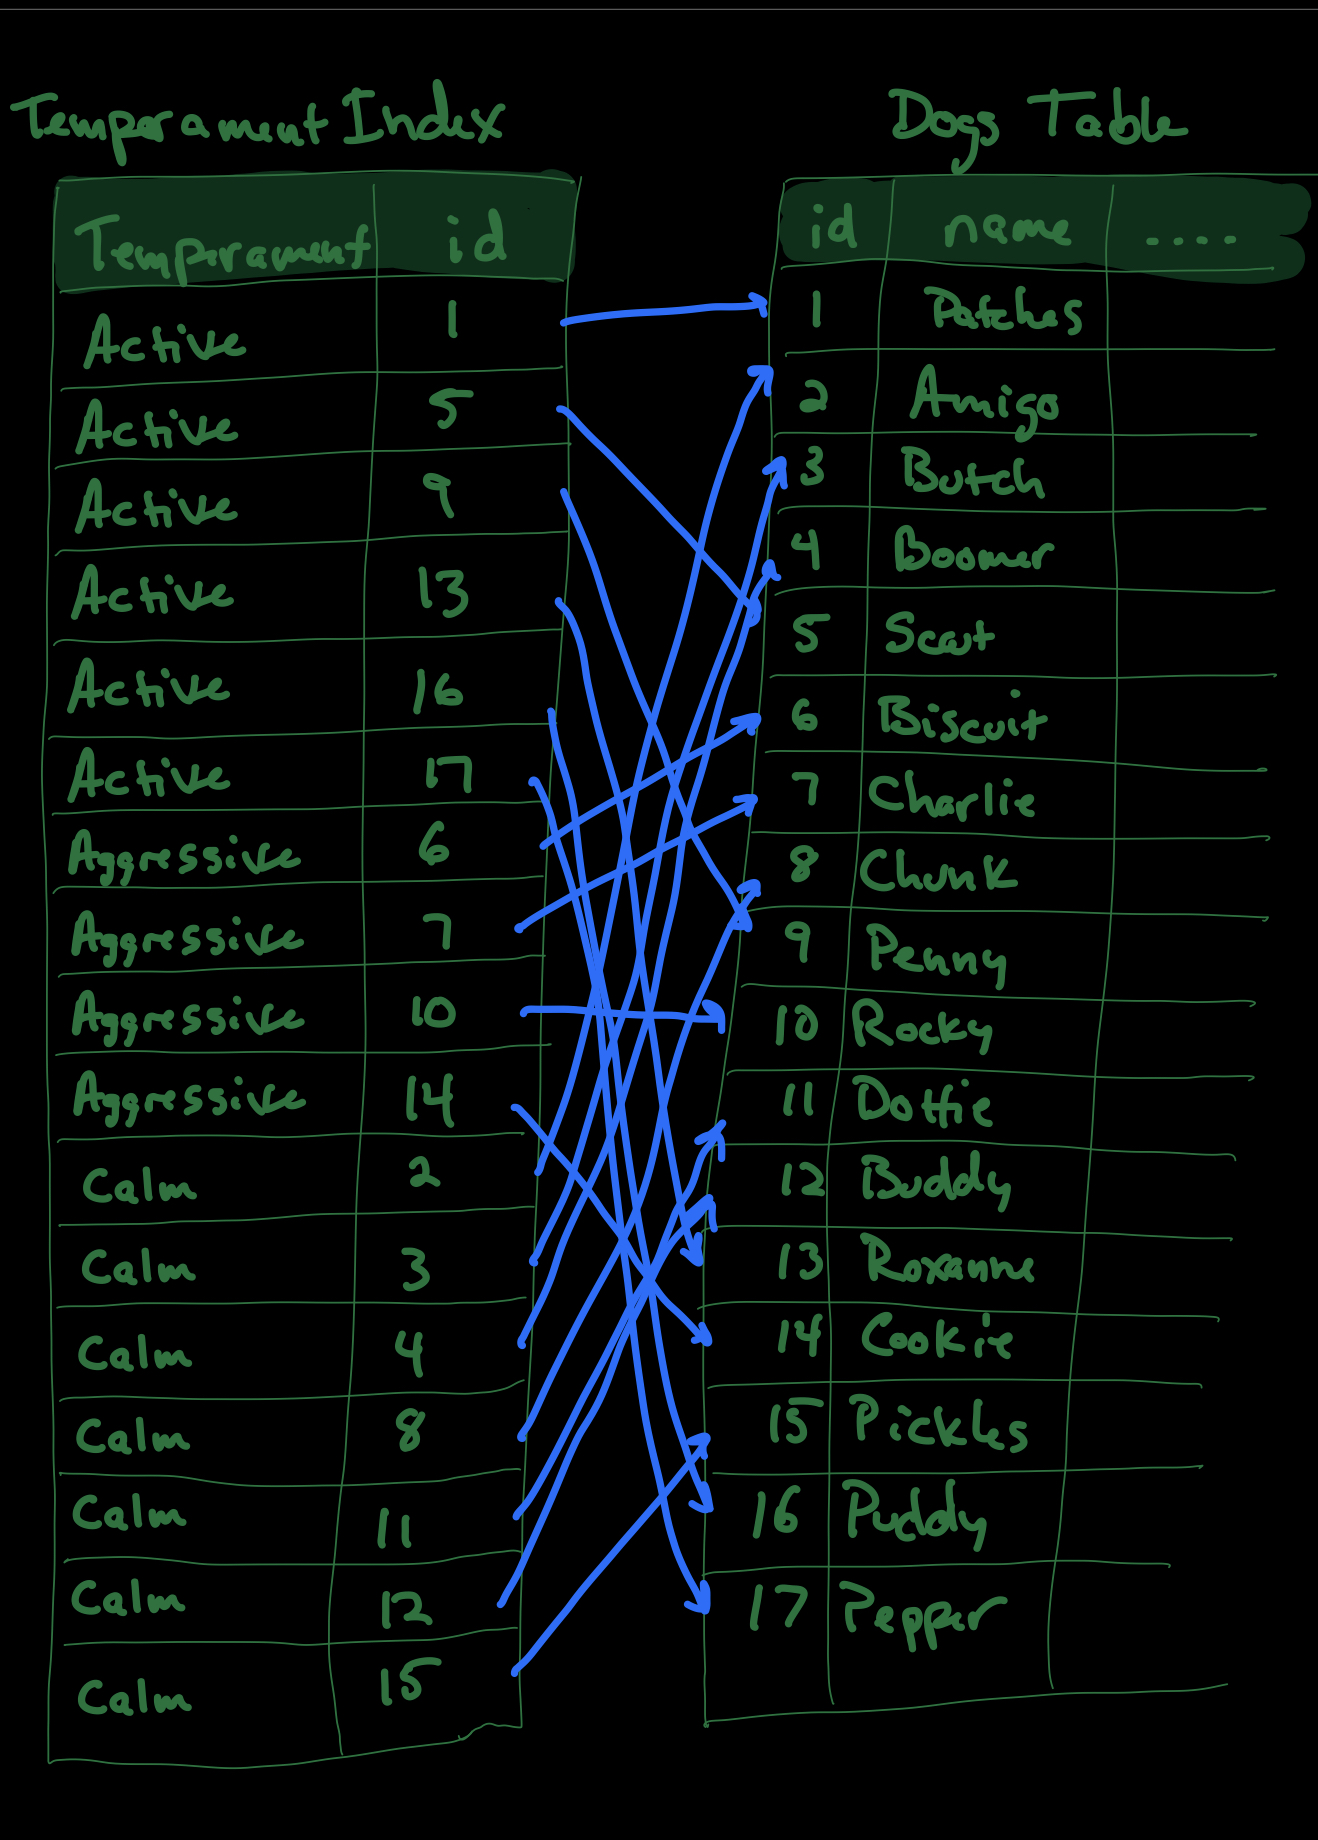 Temperament Index
Temperament id
Active 1
Active 5
Active 9
Active 13
Active 16
Active 17
Aggressive 6
Aggressive 7
Aggressive 10
Aggressive 14
Calm 2
Calm 3
Calm 4
Calm 8
Calm 11
Calm 12
Calm 15
Dogs Table
id name ....
1 Patches
2 Amigo
3 Butch
4 Boomer
5 Scout
6 Biscuit
7 Charlie
8 Chunk
9 Penny
10 Rocky
11 Dottie
12 Buddy
13 Roxanne
14 Cookie
15 Pickles
16 Puddy
17 Pepper